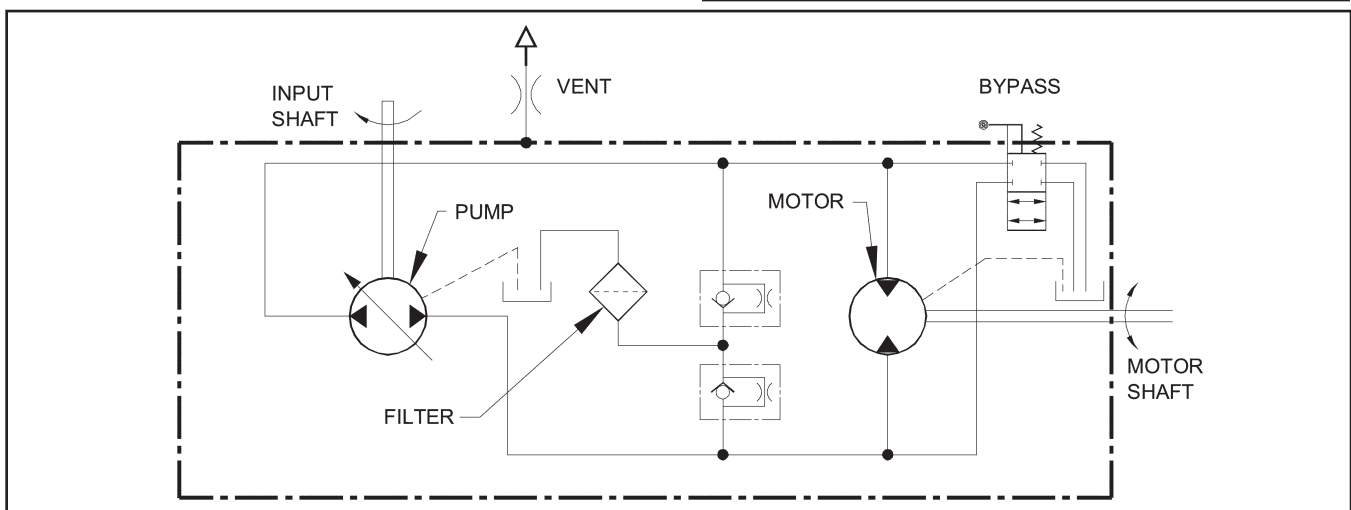 VENT
BYPASS
INPUT
SHAFT
PUMP
MOTOR
FILTER
MOTOR
SHAFT